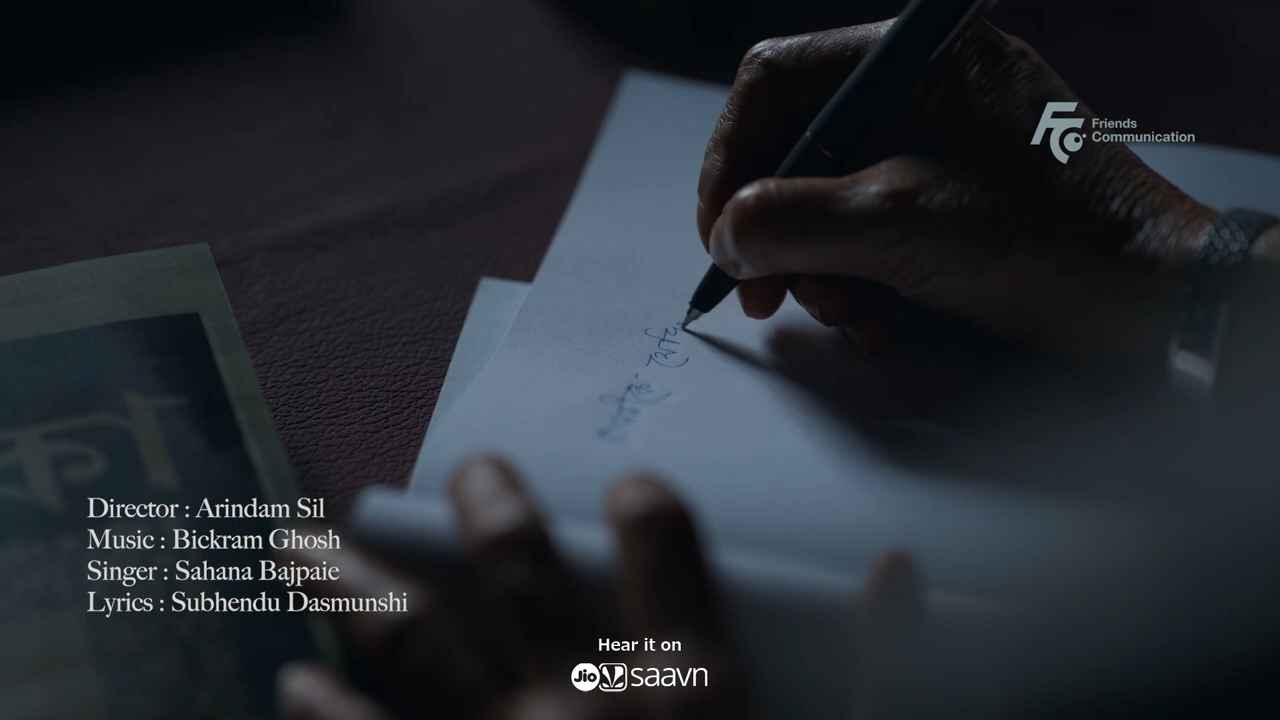 Friends
Communication
Director : Arindam Sil
Music : Bickram Ghosh
Singer : Sahana Bajpaie
Lyrics : Subhendu Dasmunshi
Hear it on
Jio saavn